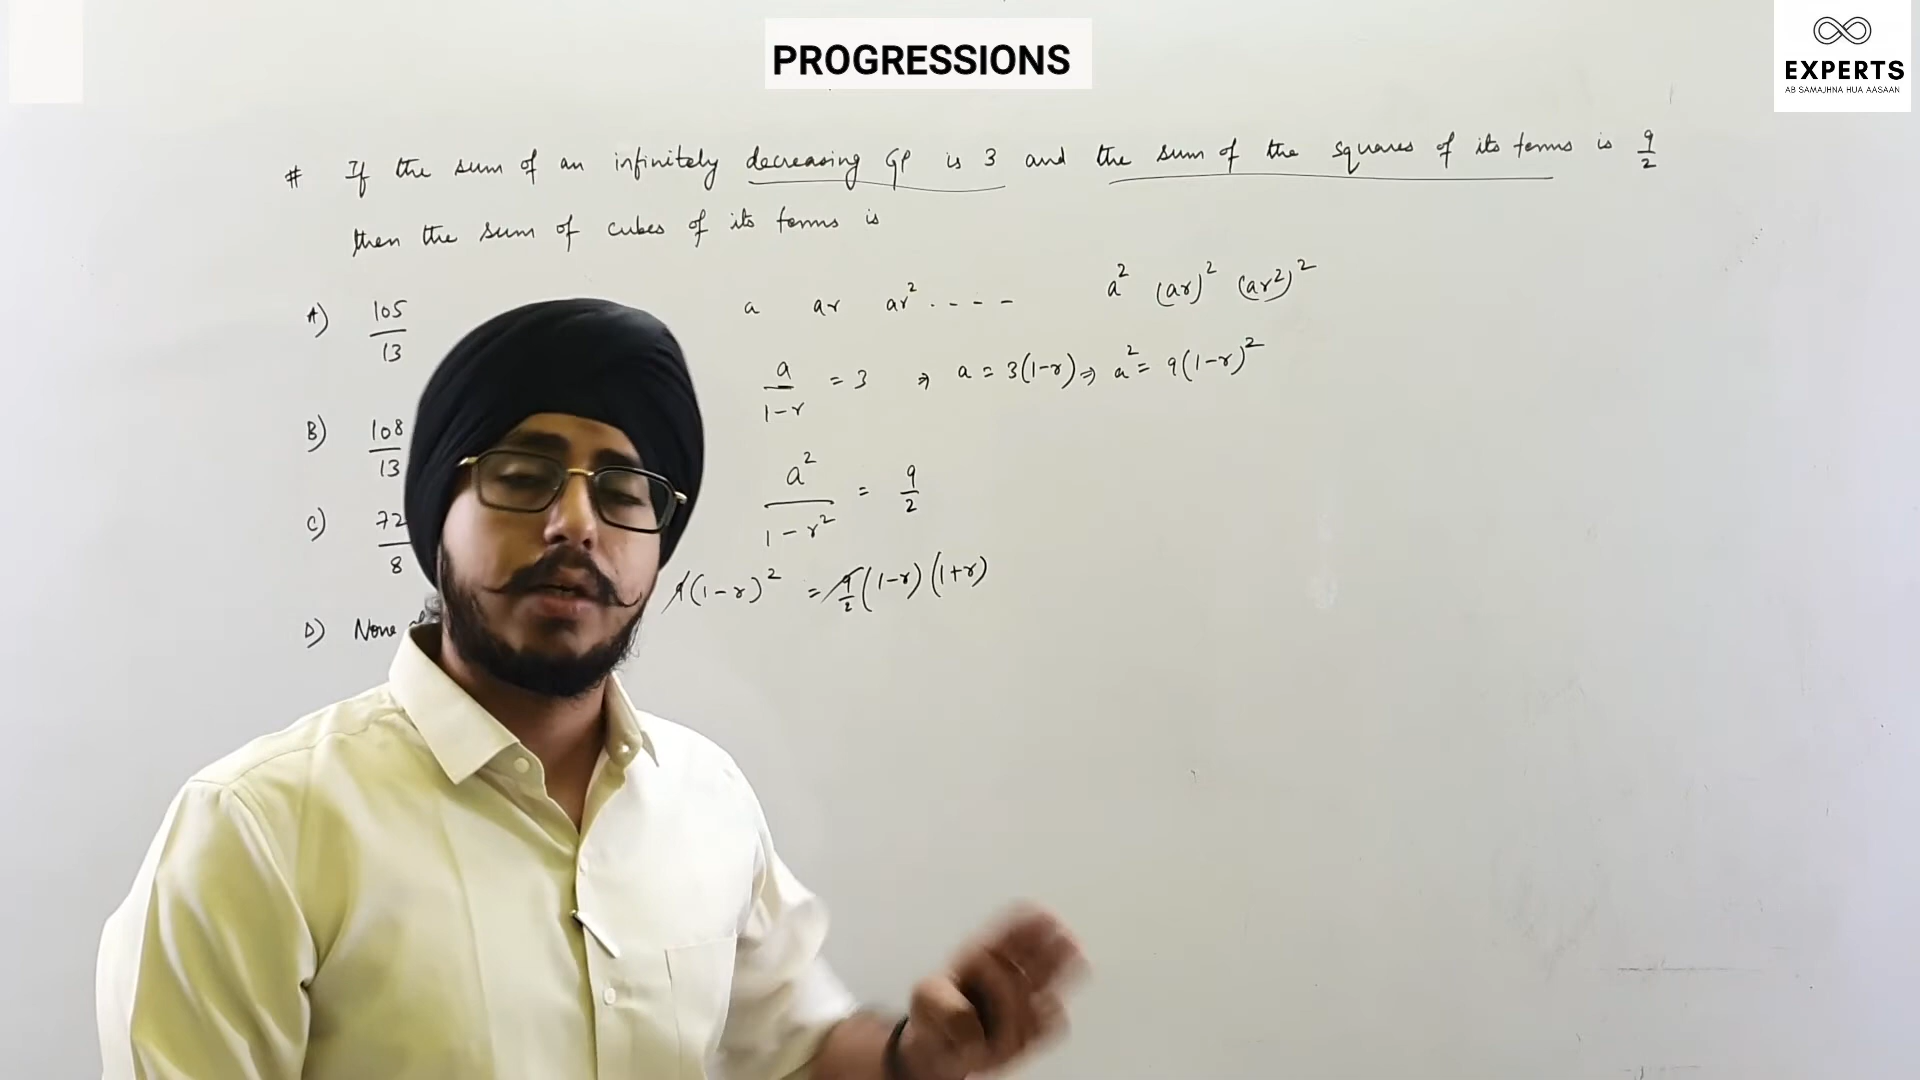 PROGRESSIONS
EXPERTS
AB SAMAJHNA HUA AASAAN
# If the sum of an infinitely decreasing GP is 3 and the sum of the squares of its terms is 9/2
then the sum of cubes of its terms is
A) 105/13
B) 108/13
C) 72/8
D) None
a ar ar² - - - -
a² (ar)² (ar²)²
a/1-r = 3 ⇒ a = 3(1-r) ⇒ a² = 9(1-r)²
a²/1-r² = 9/2
9(1-r)² = 9/2(1-r)(1+r)